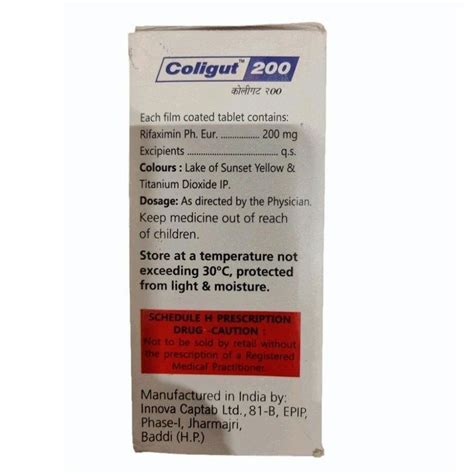 Coligut™ 200
कोलीगट २००
Each film coated tablet contains:
Rifaximin Ph. Eur. ................ 200 mg
Excipients ................................. q.s.
Colours : Lake of Sunset Yellow &
Titanium Dioxide IP.
Dosage: As directed by the Physician.
Keep medicine out of reach
of children.
Store at a temperature not
exceeding 30°C, protected
from light & moisture.
SCHEDULE H PRESCRIPTION
DRUG -CAUTION :
Not to be sold by retail without
the prescription of a Registered
Medical Practitioner.
Manufactured in India by:
Innova Captab Ltd., 81-B, EPIP,
Phase-I, Jharmajri,
Baddi (H.P.)